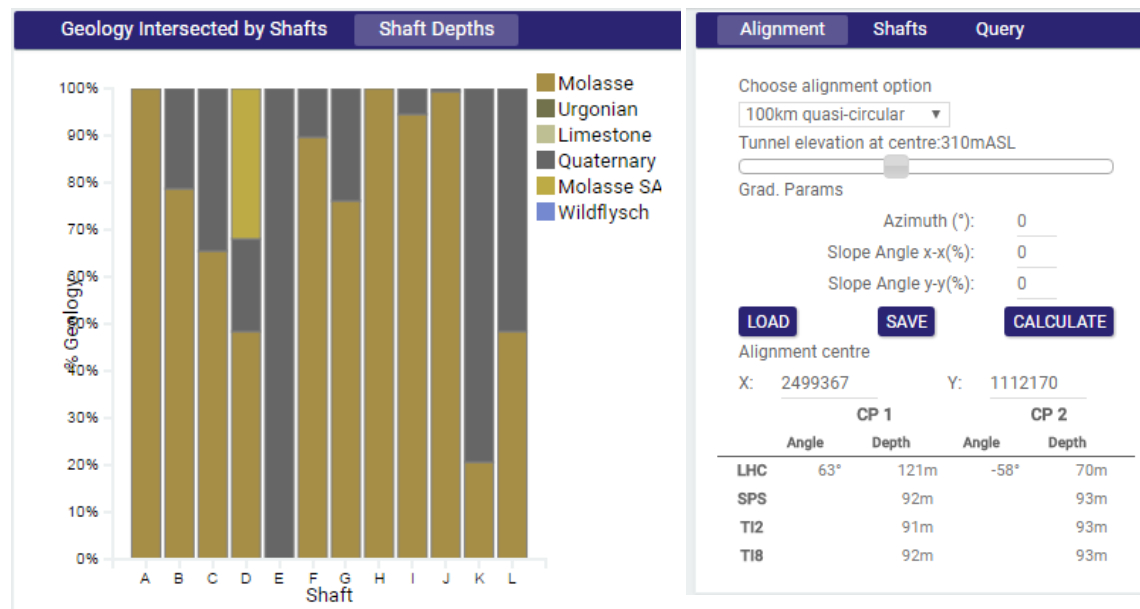 Geology Intersected by Shafts Shaft Depths
100%
90%
80%
70%
60%
50%
40%
30%
20%
10%
0%
% Geology
A B C D E F G H I J K L
Shaft
Molasse
Urgonian
Limestone
Quaternary
Molasse SA
Wildflysch
Alignment Shafts Query
Choose alignment option
100km quasi-circular
Tunnel elevation at centre:310mASL
Grad. Params
Azimuth (°): 0
Slope Angle x-x(%): 0
Slope Angle y-y(%): 0
LOAD SAVE CALCULATE
Alignment centre
X: 2499367 Y: 1112170
CP 1 CP 2
Angle Depth Angle Depth
LHC 63° 121m -58° 70m
SPS 92m 93m
TI2 91m 93m
TI8 92m 93m